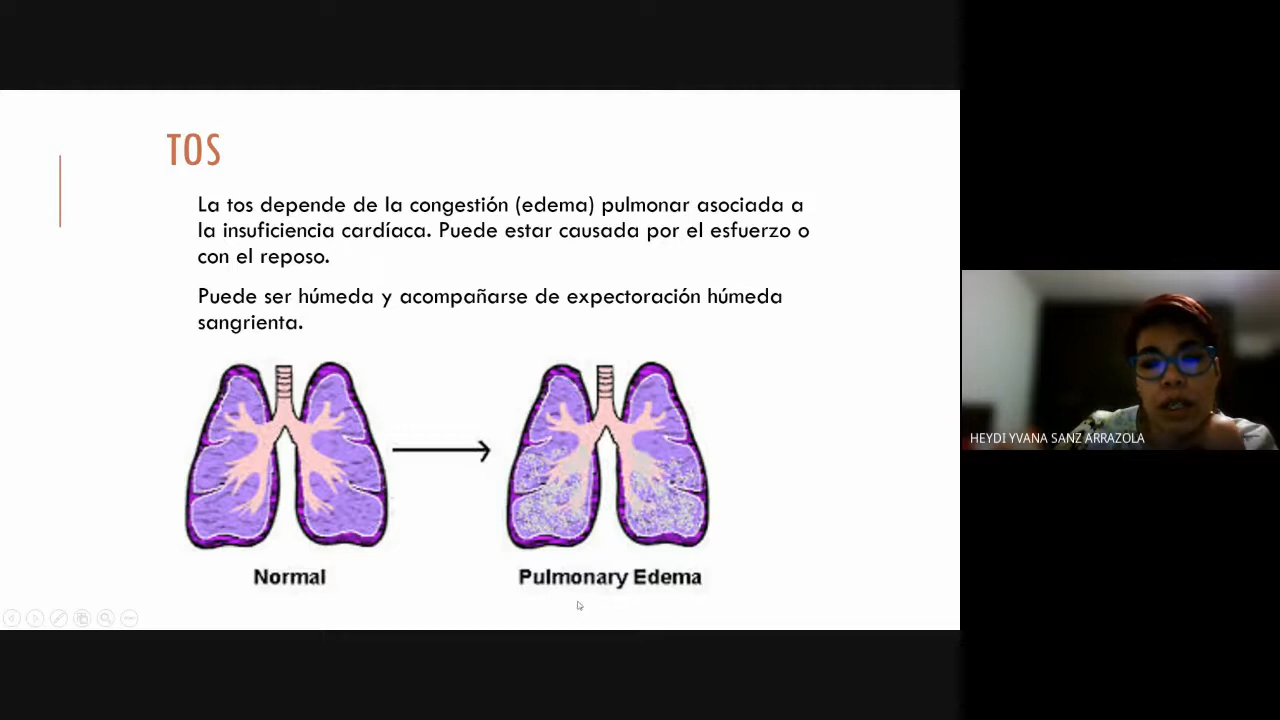 TOS
La tos depende de la congestión (edema) pulmonar asociada a
la insuficiencia cardíaca. Puede estar causada por el esfuerzo o
con el reposo.
Puede ser húmeda y acompañarse de expectoración húmeda
sangrienta.
Normal
Pulmonary Edema
HEYDI YVANA SANZ ARRAZOLA